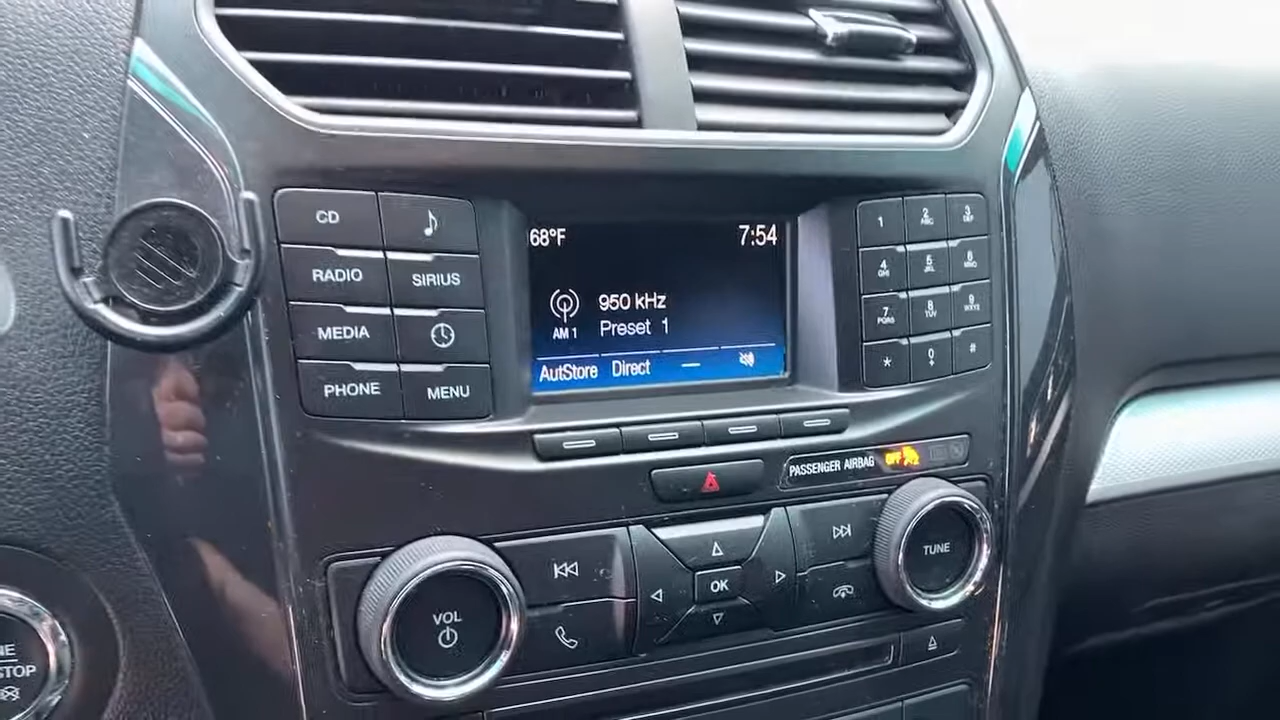 CD
RADIO
SIRIUS
MEDIA
PHONE
MENU
68°F
7:54
AM 1
950 kHz
Preset 1
AutStore Direct
1
2 ABC
3 DEF
4 GHI
5 JKL
6 MNO
7 PQRS
8 TUV
9 WXYZ
*
0 +
#
PASSENGER AIRBAG OFF
VOL
OK
TUNE
NE
STOP